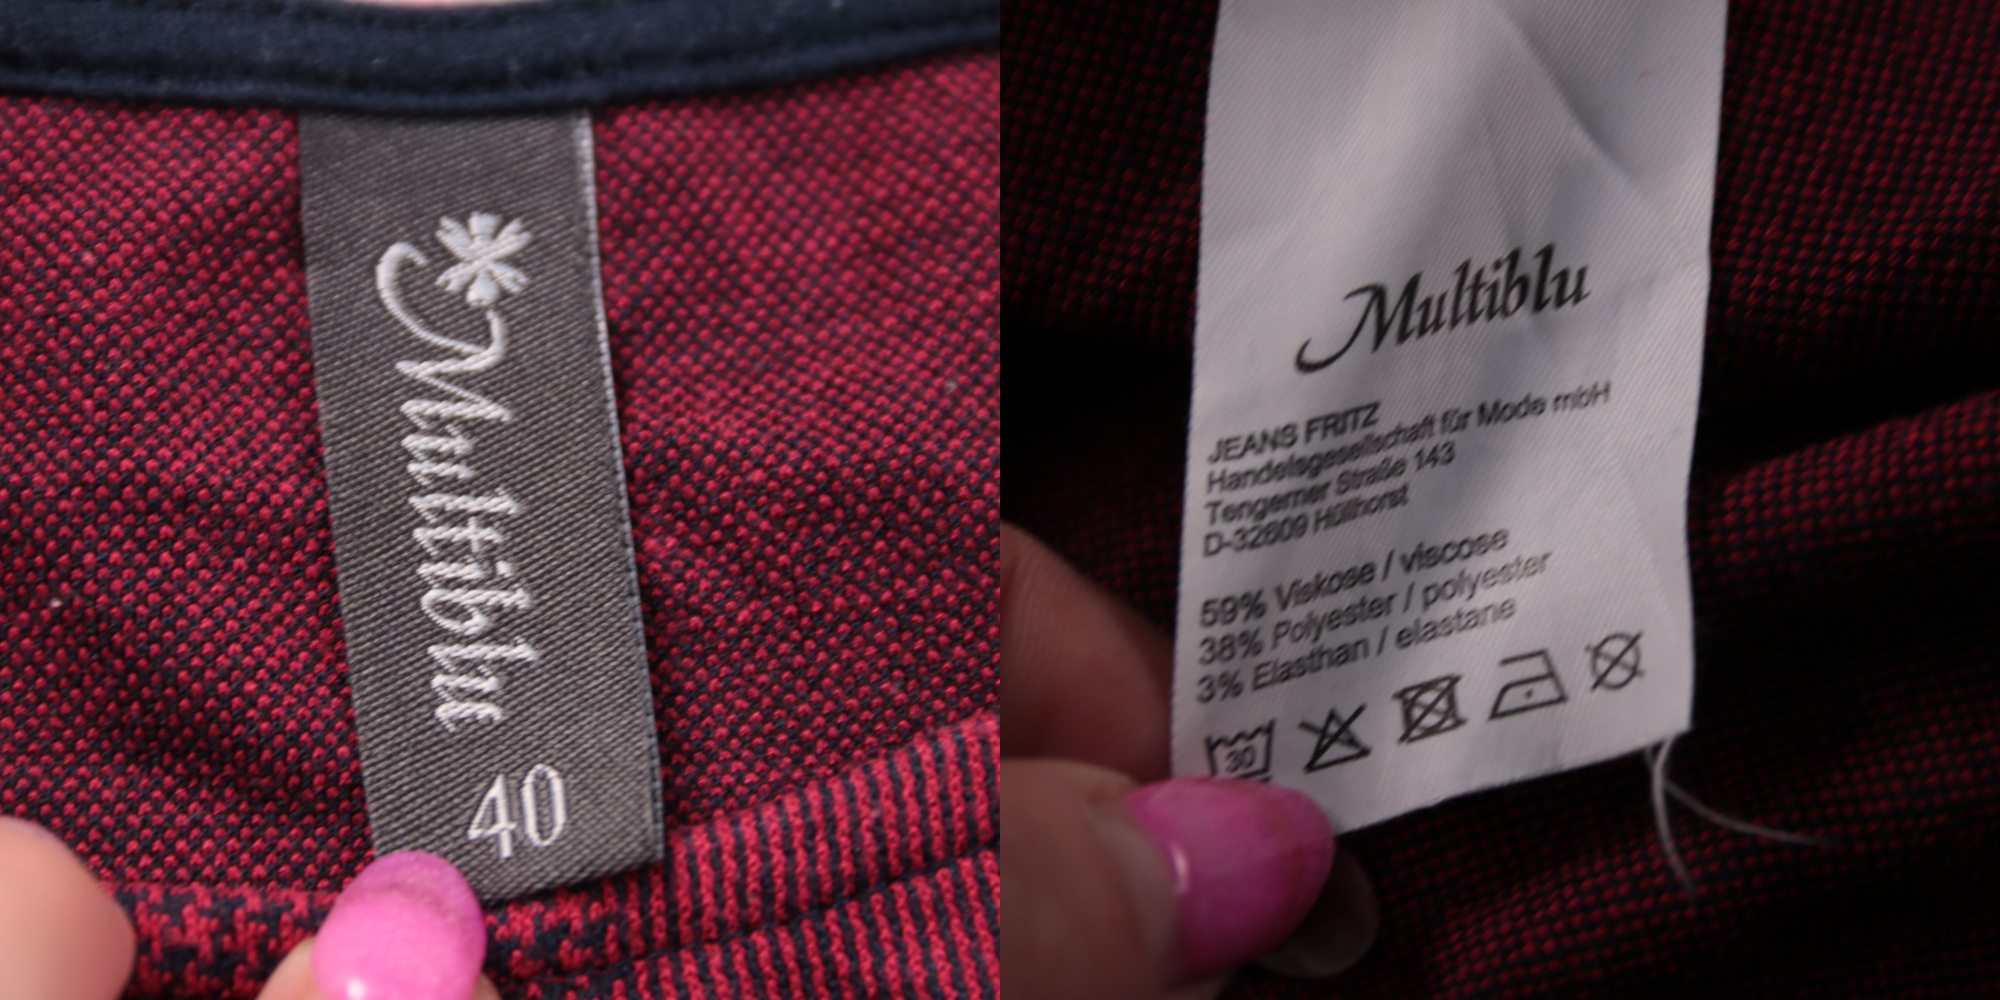 Multiblu
40
Multiblu
JEANS FRITZ
Handelsgesellschaft für Mode mbH
Tengerner Straße 143
D-32609 Hüllhorst
59% Viskose / viscose
38% Polyester / polyester
3% Elasthan / elastane
30